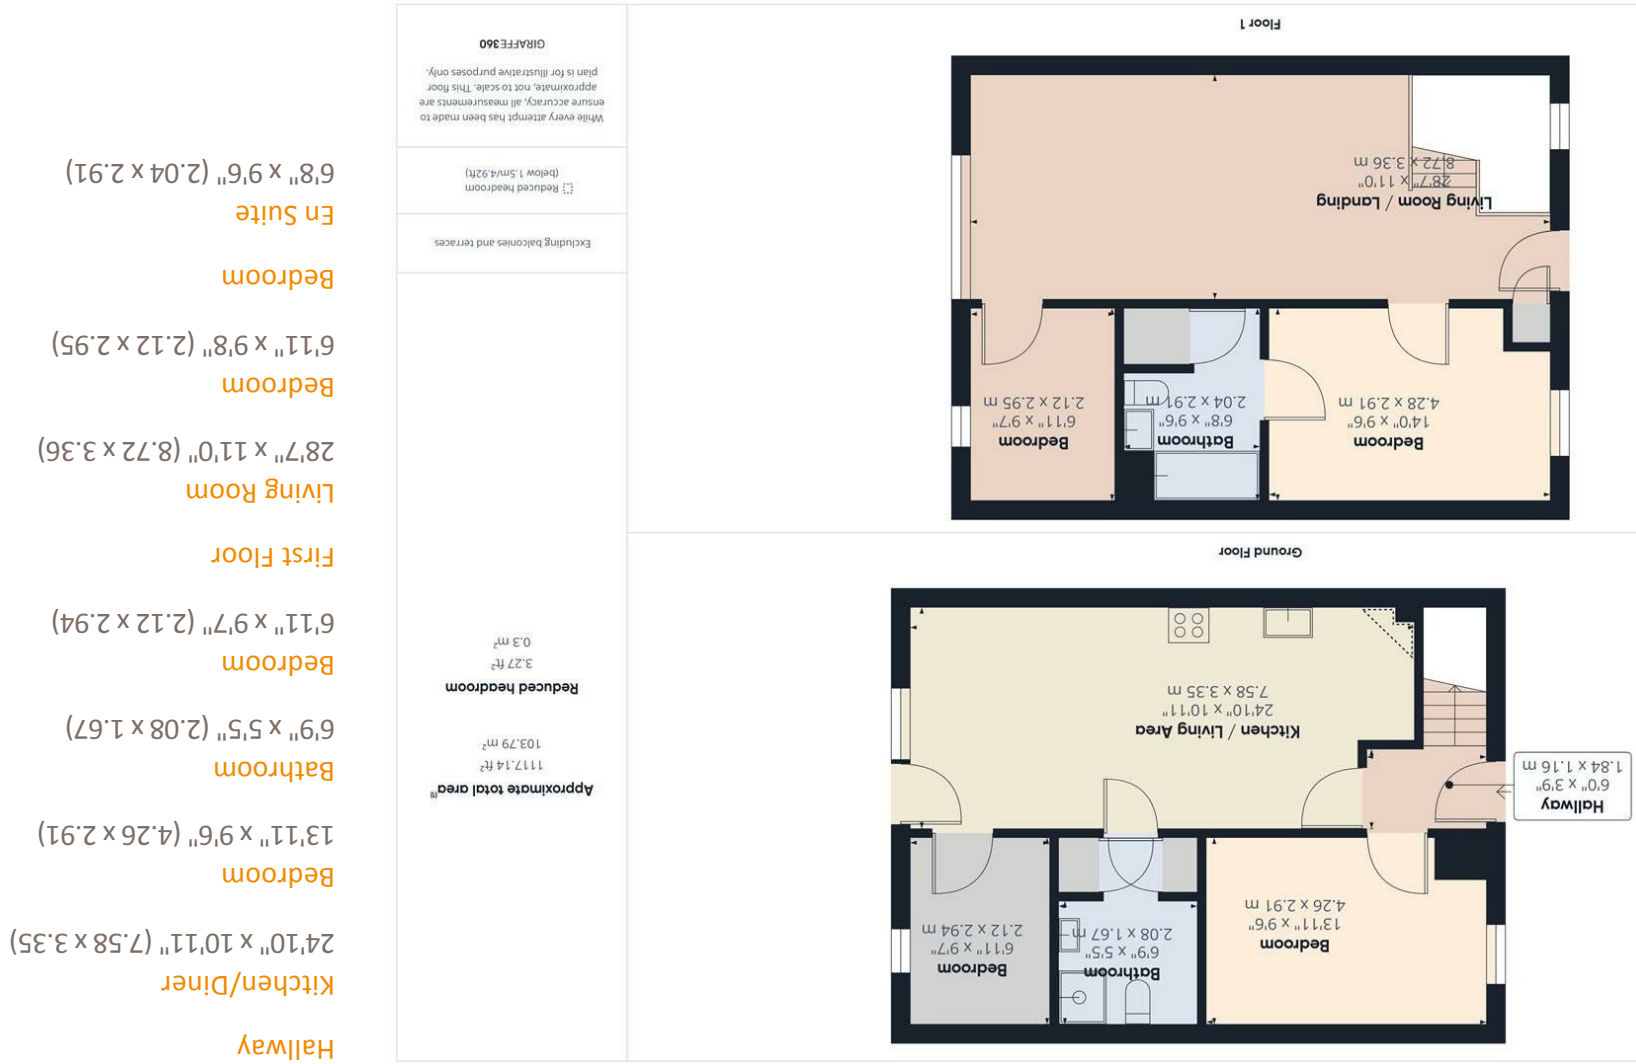 Bedroom
13'11" x 9'6"
4.26 x 2.91 m
Bathroom
6'9" x 5'5"
2.08 x 1.67 m
Bedroom
6'11" x 9'7"
2.12 x 2.94 m
Hallway
6'0" x 3'9"
1.84 x 1.16 m
Kitchen / Living Area
24'10" x 10'11"
7.58 x 3.35 m
Ground Floor
Bedroom
14'0" x 9'6"
4.28 x 2.91 m
Bathroom
6'8" x 9'6"
2.04 x 2.91 m
Bedroom
6'11" x 9'7"
2.12 x 2.95 m
Living Room / Landing
28'7" x 11'0"
8.72 x 3.36 m
Floor 1
Approximate total area
1117.14 ft²
103.79 m²
Reduced headroom
3.27 ft²
0.3 m²
Excluding balconies and terraces
Reduced headroom
(below 1.5m/4.92ft)
While every attempt has been made to
ensure accuracy, all measurements are
approximate, not to scale. This floor
plan is for illustrative purposes only.
GIRAFFE360
Hallway
Kitchen/Diner
24'10" x 10'11" (7.58 x 3.35)
Bedroom
13'11" x 9'6" (4.26 x 2.91)
Bathroom
6'9" x 5'5" (2.08 x 1.67)
Bedroom
6'11" x 9'7" (2.12 x 2.94)
First Floor
Living Room
28'7" x 11'0" (8.72 x 3.36)
Bedroom
6'11" x 9'8" (2.12 x 2.95)
Bedroom
En Suite
6'8" x 9'6" (2.04 x 2.91)